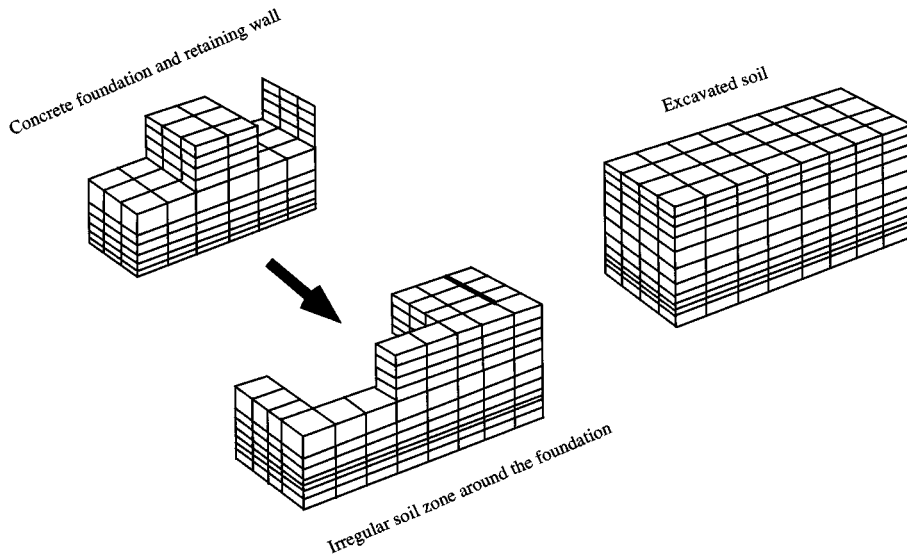 Concrete foundation and retaining wall
Excavated soil
Irregular soil zone around the foundation